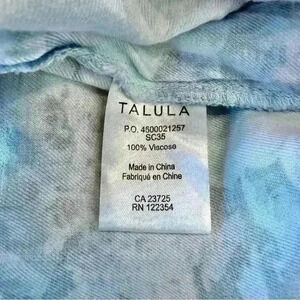 TALULA
P.O. 4500021257
SC35
100% Viscose
Made in China
Fabriqué en Chine
CA 23725
RN 122354